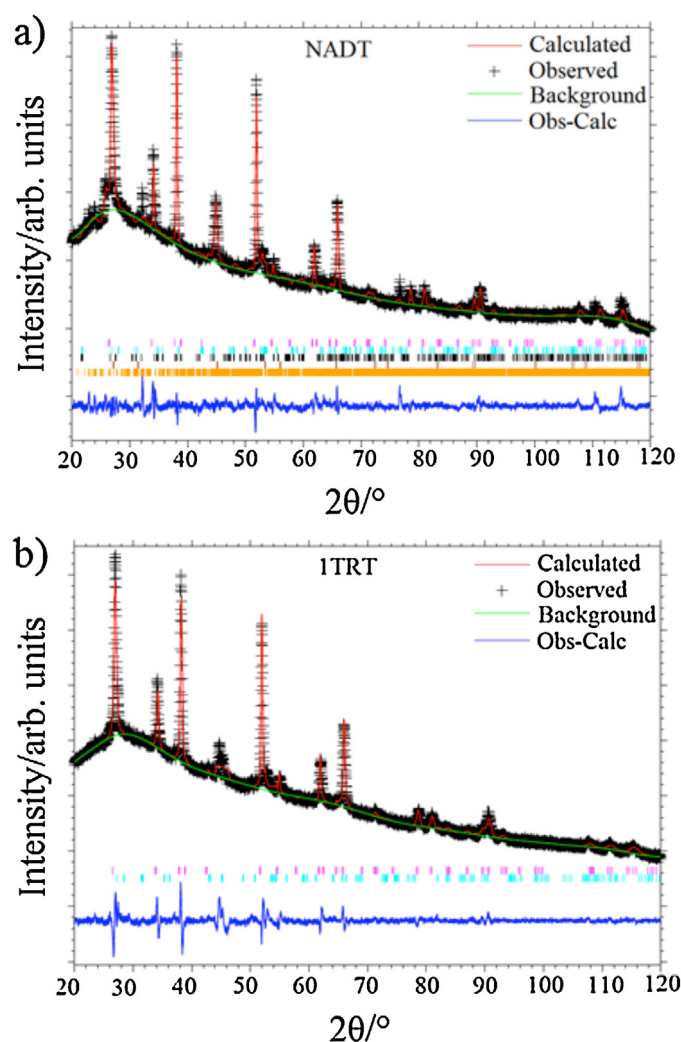 a)
NADT
Calculated
+ Observed
Background
Obs-Calc
Intensity/arb. units
20 30 40 50 60 70 80 90 100 110 120
2θ/°
b)
1TRT
Calculated
+ Observed
Background
Obs-Calc
Intensity/arb. units
20 30 40 50 60 70 80 90 100 110 120
2θ/°